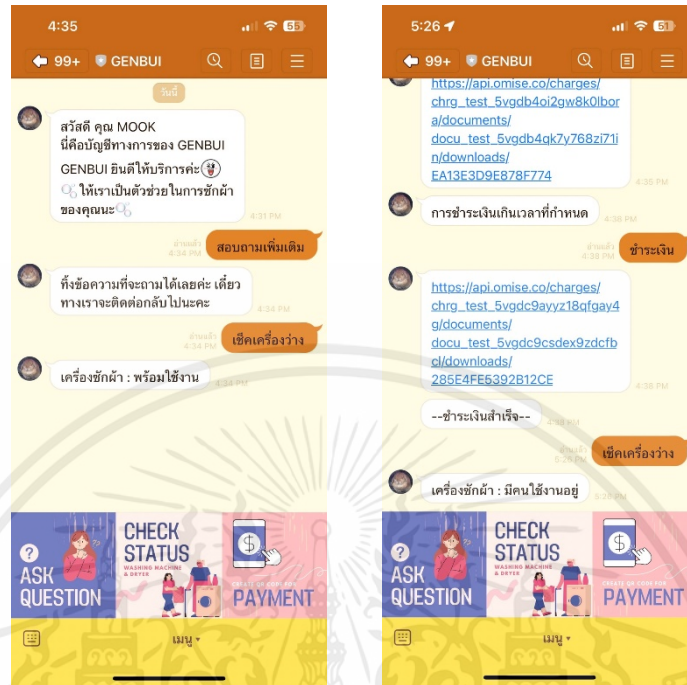 4:35
55
99+ GENBUI
วันนี้
สวัสดี คุณ MOOK
นี่คือบัญชีทางการของ GENBUI
GENBUI ยินดีให้บริการค่ะ
ให้เราเป็นตัวช่วยในการซักผ้า
ของคุณนะ
4:31 PM
อ่านแล้ว
4:34 PM
สอบถามเพิ่มเติม
ทิ้งข้อความที่จะถามได้เลยค่ะ เดี๋ยว
ทางเราจะติดต่อกลับไปนะคะ
4:34 PM
อ่านแล้ว
4:34 PM
เช็คเครื่องว่าง
เครื่องซักผ้า : พร้อมใช้งาน
4:34 PM
?
ASK
QUESTION
CHECK
STATUS
WASHING MACHINE
& DRYER
$
CREATE QR CODE FOR
PAYMENT
เมนู
5:26
51
99+ GENBUI
https://api.omise.co/charges/
chrg_test_5vgdb4oi2gw8k0lbor
a/documents/
docu_test_5vgdb4qk7y768zi71i
n/downloads/
EA13E3D9E878F774
4:35 PM
การชำระเงินเกินเวลาที่กำหนด
4:38 PM
อ่านแล้ว
4:38 PM
ชำระเงิน
https://api.omise.co/charges/
chrg_test_5vgdc9ayyz18qfgay4
g/documents/
docu_test_5vgdc9csdex9zdcfb
cl/downloads/
285E4FE5392B12CE
4:38 PM
--ชำระเงินสำเร็จ--
อ่านแล้ว
5:26 PM
เช็คเครื่องว่าง
เครื่องซักผ้า : มีคนใช้งานอยู่
5:26 PM
?
ASK
QUESTION
CHECK
STATUS
WASHING MACHINE
& DRYER
$
CREATE QR CODE FOR
PAYMENT
เมนู